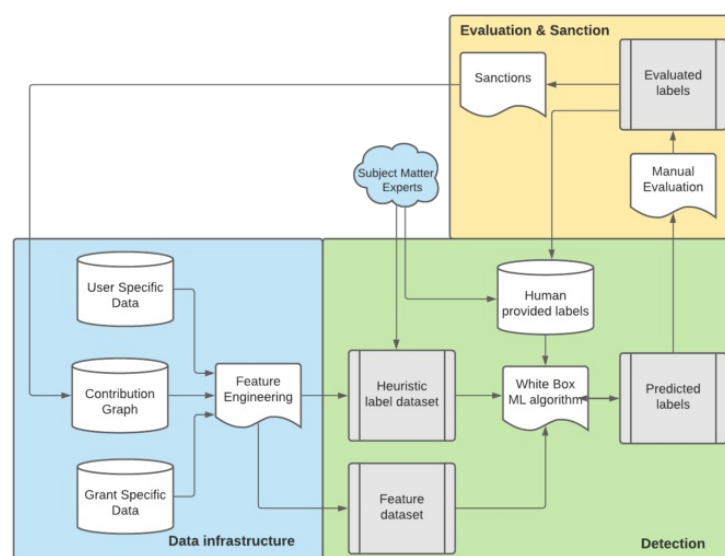 Evaluation & Sanction
Sanctions
Evaluated
labels
Subject Matter
Experts
Manual
Evaluation
User Specific
Data
Human
provided labels
Contribution
Graph
Feature
Engineering
Heuristic
label dataset
White Box
ML algorithm
Predicted
labels
Grant Specific
Data
Feature
dataset
Data infrastructure
Detection